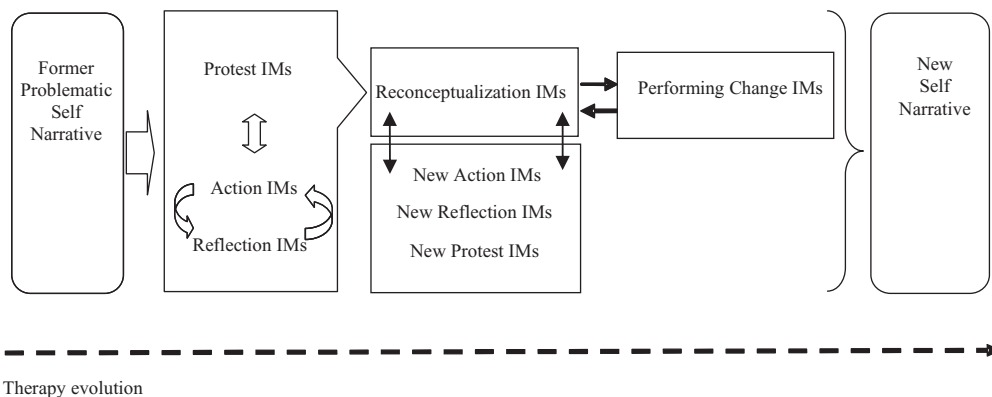 Former
Problematic
Self
Narrative
Protest IMs
Action IMs
Reflection IMs
Reconceptualization IMs
New Action IMs
New Reflection IMs
New Protest IMs
Performing Change IMs
New
Self
Narrative
Therapy evolution